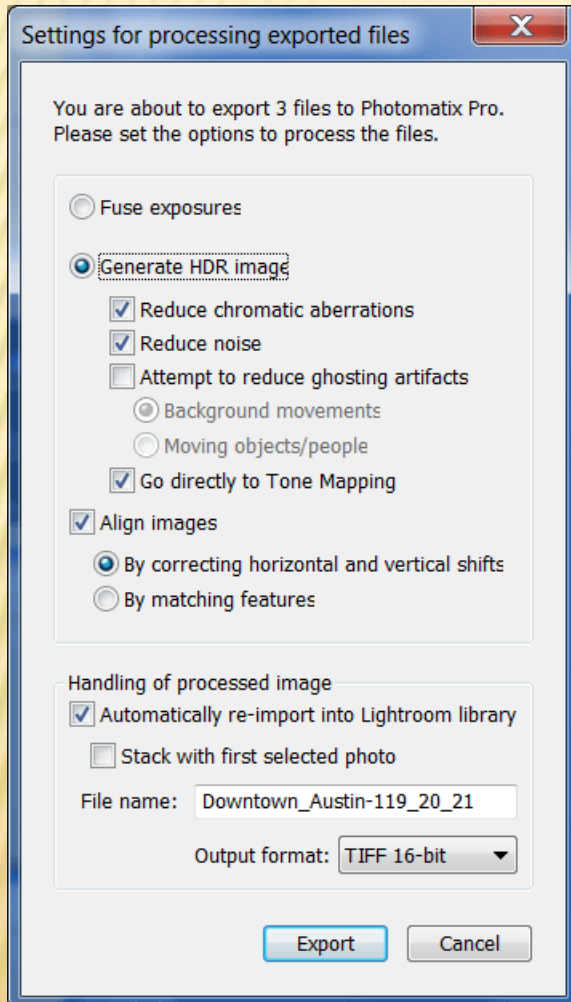 Settings for processing exported files
You are about to export 3 files to Photomatix Pro.
Please set the options to process the files.
Fuse exposures
Generate HDR image
Reduce chromatic aberrations
Reduce noise
Attempt to reduce ghosting artifacts
Background movements
Moving objects/people
Go directly to Tone Mapping
Align images
By correcting horizontal and vertical shifts
By matching features
Handling of processed image
Automatically re-import into Lightroom library
Stack with first selected photo
File name: Downtown_Austin-119_20_21
Output format: TIFF 16-bit
Export Cancel